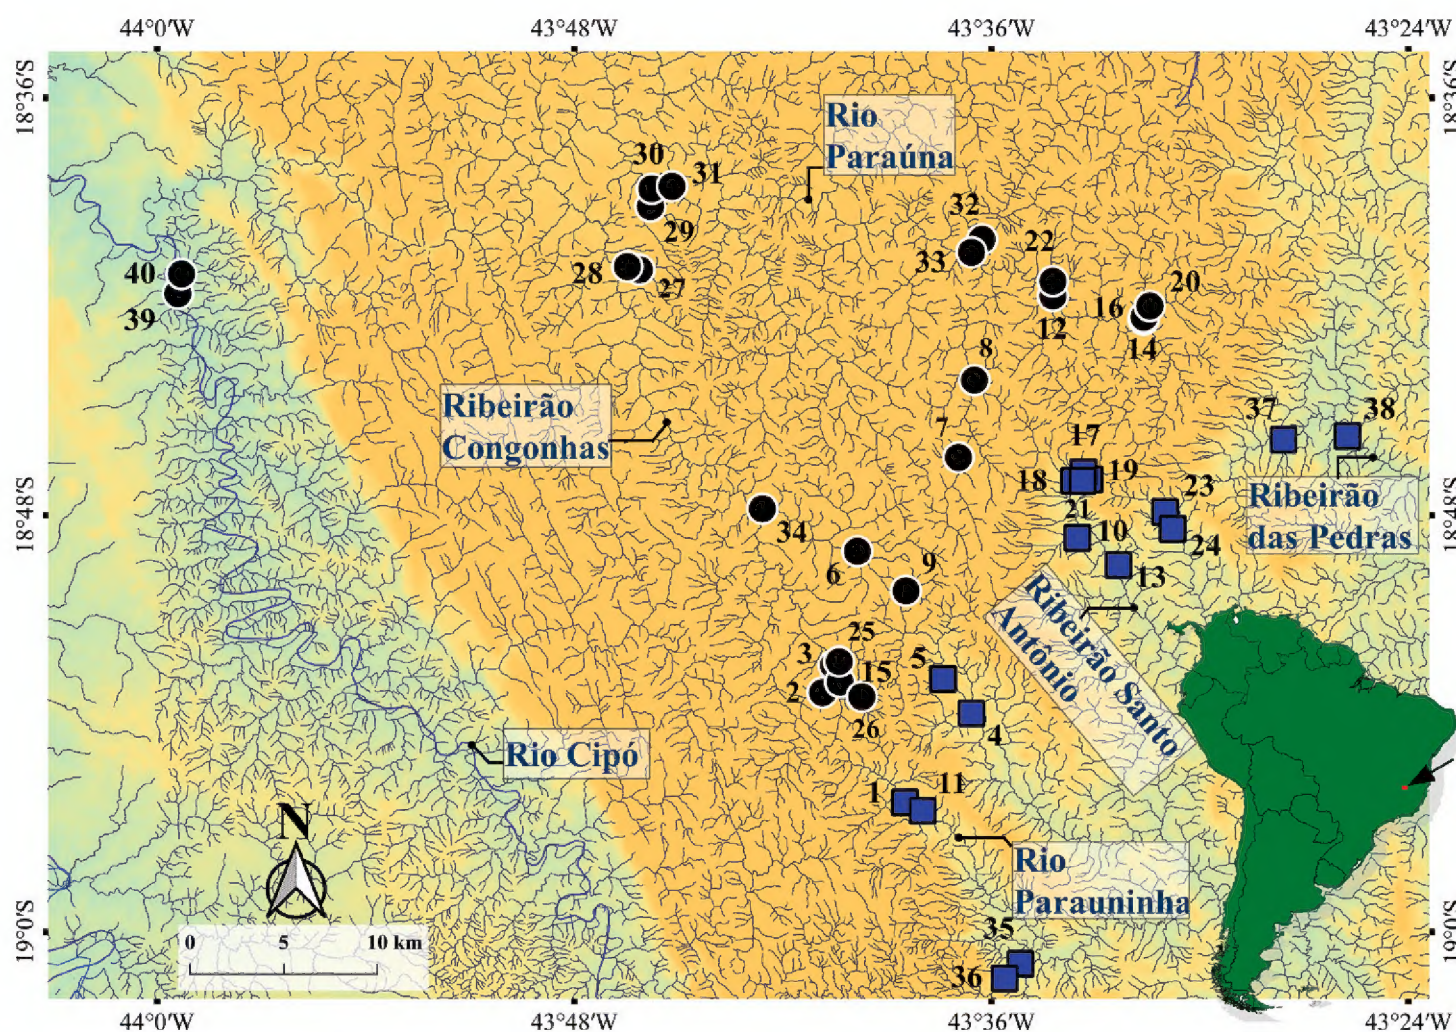 44°0′W 43°48′W 43°36′W 43°24′W
18°36′S 18°36′S
Rio
Paraúna
30 31
29
32 22
33
28 27
40
39
12
16 20
14
8
Ribeirão
Congonhas
7
37 38
17
18 19
23
21 10
24
13
Ribeirão
das Pedras
18°48′S 18°48′S
34
6 9
Ribeirão Santo
Antônio
25
3 5
15
2
26 4
Rio Cipó
1 11
N
Rio
Parauninha
0 5 10 km
35
36
19°0′S 19°0′S
44°0′W 43°48′W 43°36′W 43°24′W